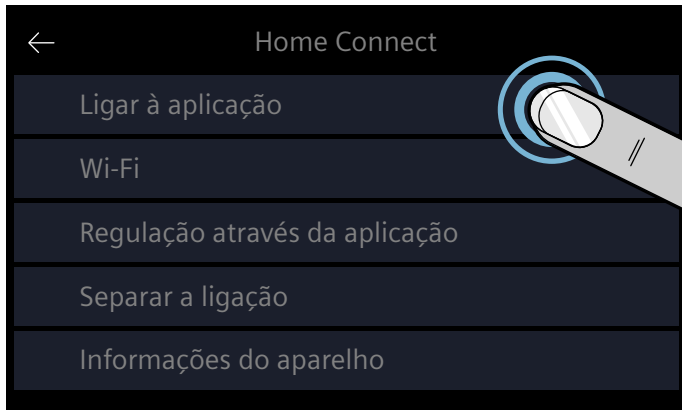 Home Connect
Ligar à aplicação
Wi-Fi
Regulação através da aplicação
Separar a ligação
Informações do aparelho